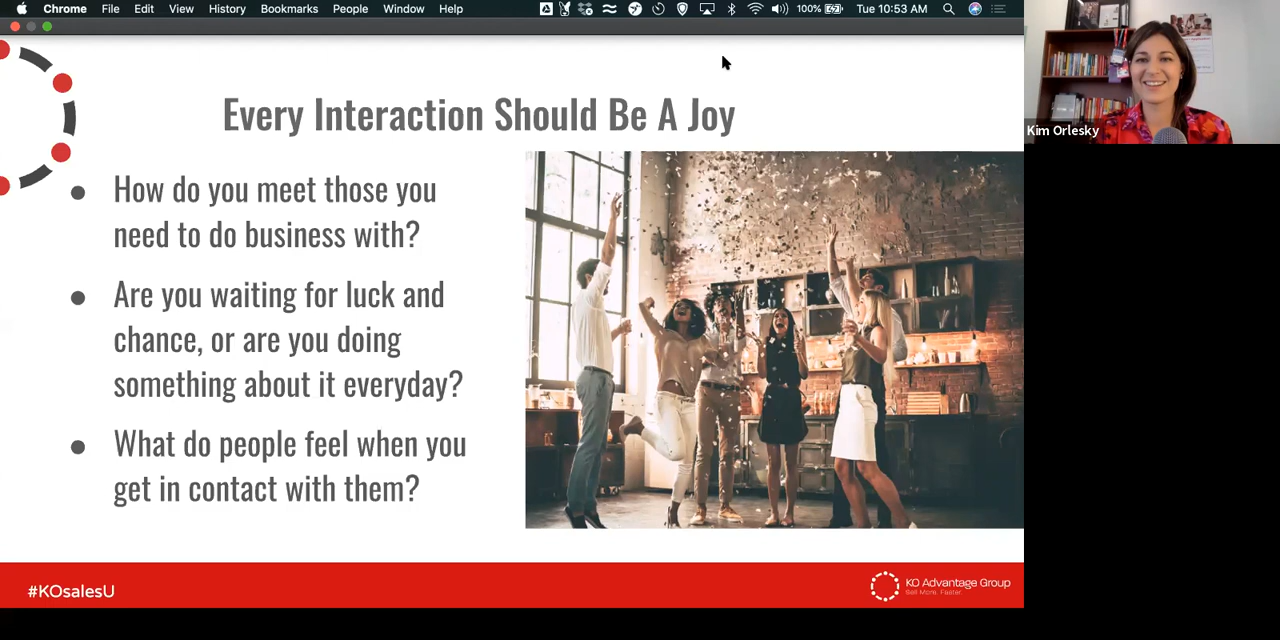 Chrome File Edit View History Bookmarks People Window Help 100% Tue 10:53 AM
Every Interaction Should Be A Joy
How do you meet those you
need to do business with?
Are you waiting for luck and
chance, or are you doing
something about it everyday?
What do people feel when you
get in contact with them?
Kim Orlesky
#KOsalesU
KO Advantage Group
Sell More. Faster.